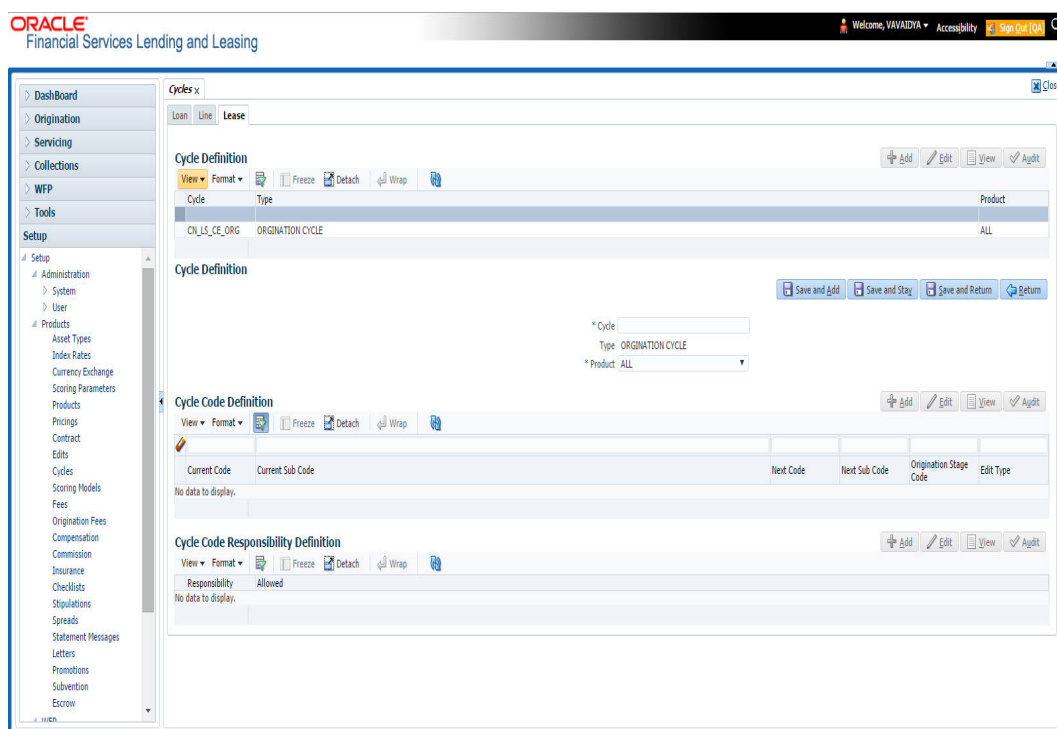 ORACLE'
Financial Services Lending and Leasing
Welcome, VAVAIDYA
Accessibility
Sign Out [QA]
DashBoard
Origination
Servicing
Collections
WFP
Tools
Setup
Setup
Administration
System
User
Products
Asset Types
Index Rates
Currency Exchange
Scoring Parameters
Products
Pricings
Contract
Edits
Cycles
Scoring Models
Fees
Origination Fees
Compensation
Commission
Insurance
Checklists
Stipulations
Spreads
Statement Messages
Letters
Promotions
Subvention
Escrow
WFP
Cycles x
Clos
Loan Line Lease
Cycle Definition
Add Edit View Audit
View Format Freeze Detach Wrap
Cycle Type Product
CN_LS_CE_ORG ORGINATION CYCLE ALL
Cycle Definition
Save and Add Save and Stay Save and Return Return
* Cycle
Type ORGINATION CYCLE
* Product ALL
Cycle Code Definition
Add Edit View Audit
View Format Freeze Detach Wrap
Current Code Current Sub Code Next Code Next Sub Code Origination Stage Code Edit Type
No data to display.
Cycle Code Responsibility Definition
Add Edit View Audit
View Format Freeze Detach Wrap
Responsibility Allowed
No data to display.